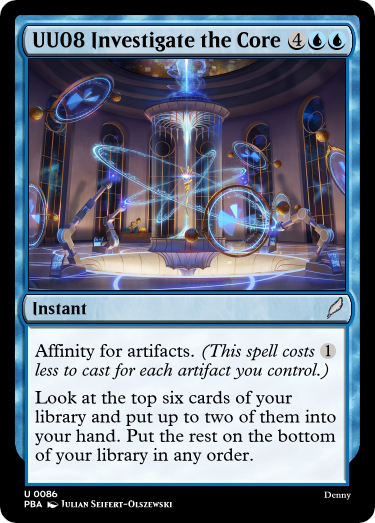 UU08 Investigate the Core 4
Instant
Affinity for artifacts. (This spell costs 1
less to cast for each artifact you control.)
Look at the top six cards of your
library and put up to two of them into
your hand. Put the rest on the bottom
of your library in any order.
U 0086
Denny
PBA Julian Seifert-Olszewski